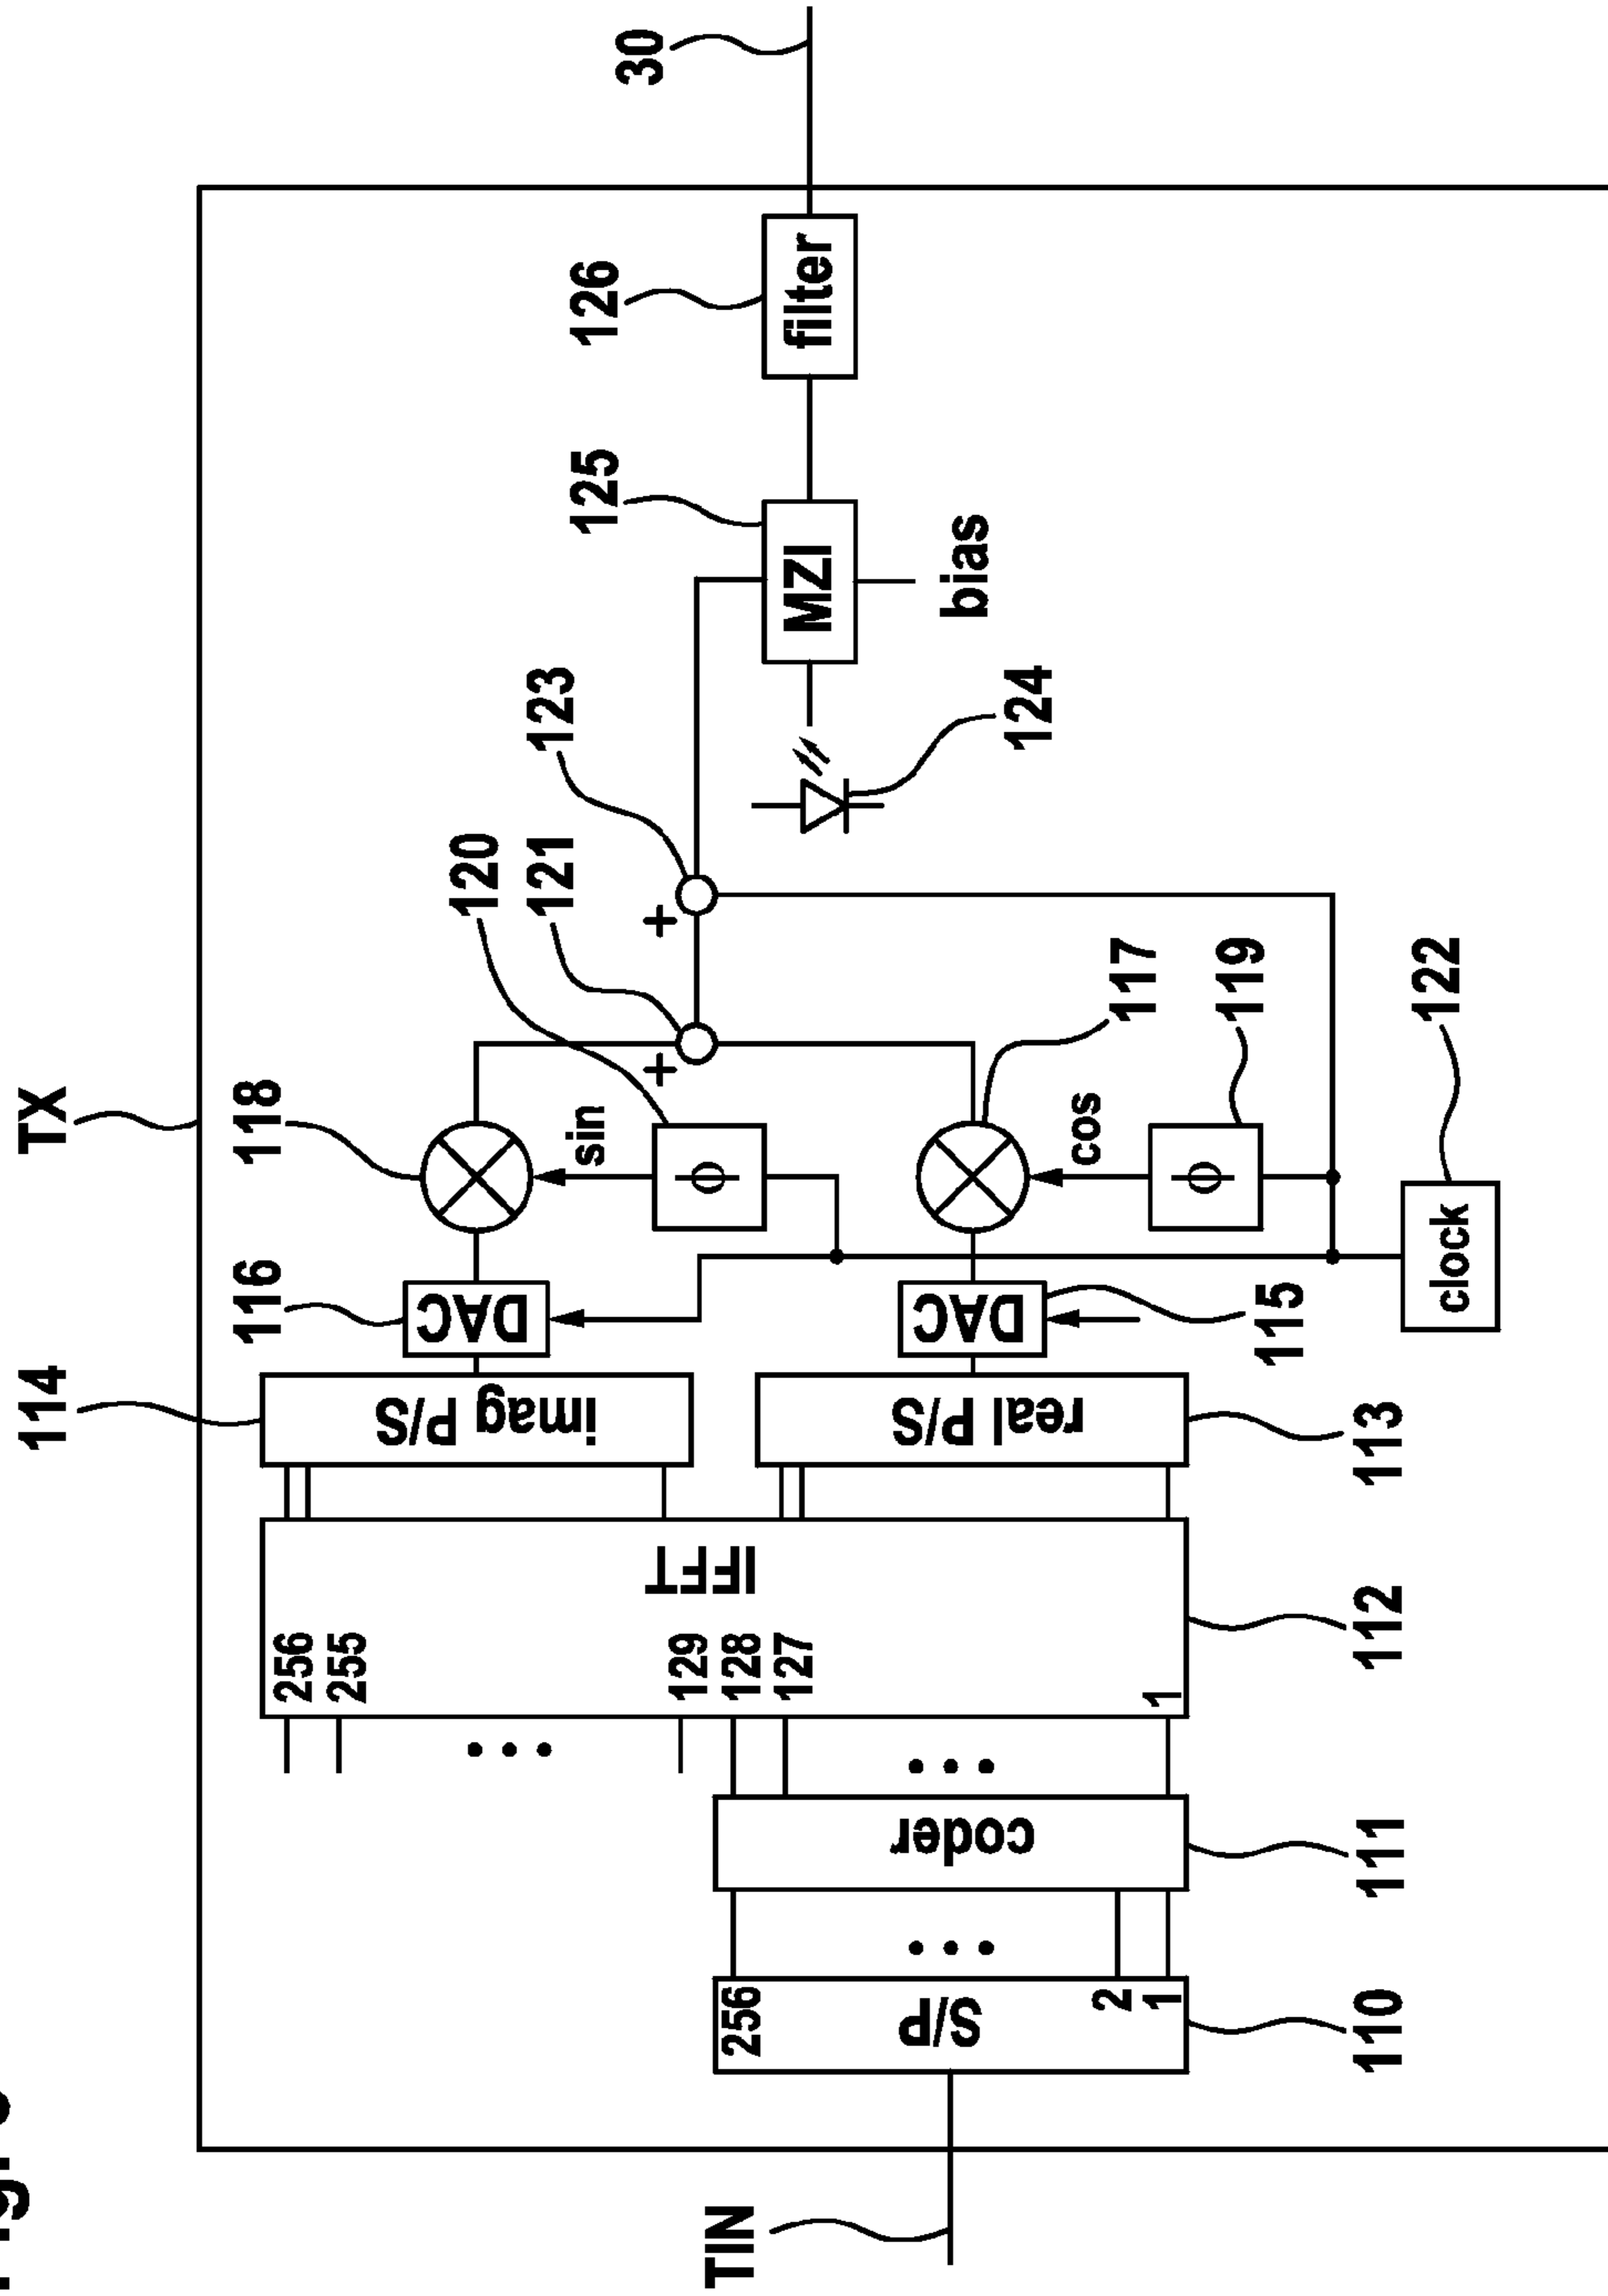 TX
30
114
116
118
120
121
123
125
126
256
255
129
128
127
1
IFFT
imag P/S
DAC
sin
ϕ
+
+
MZI
filter
bias
124
TIN
S/P
256
2
1
coder
real P/S
DAC
cos
ϕ
117
119
122
clock
110
111
112
113
115